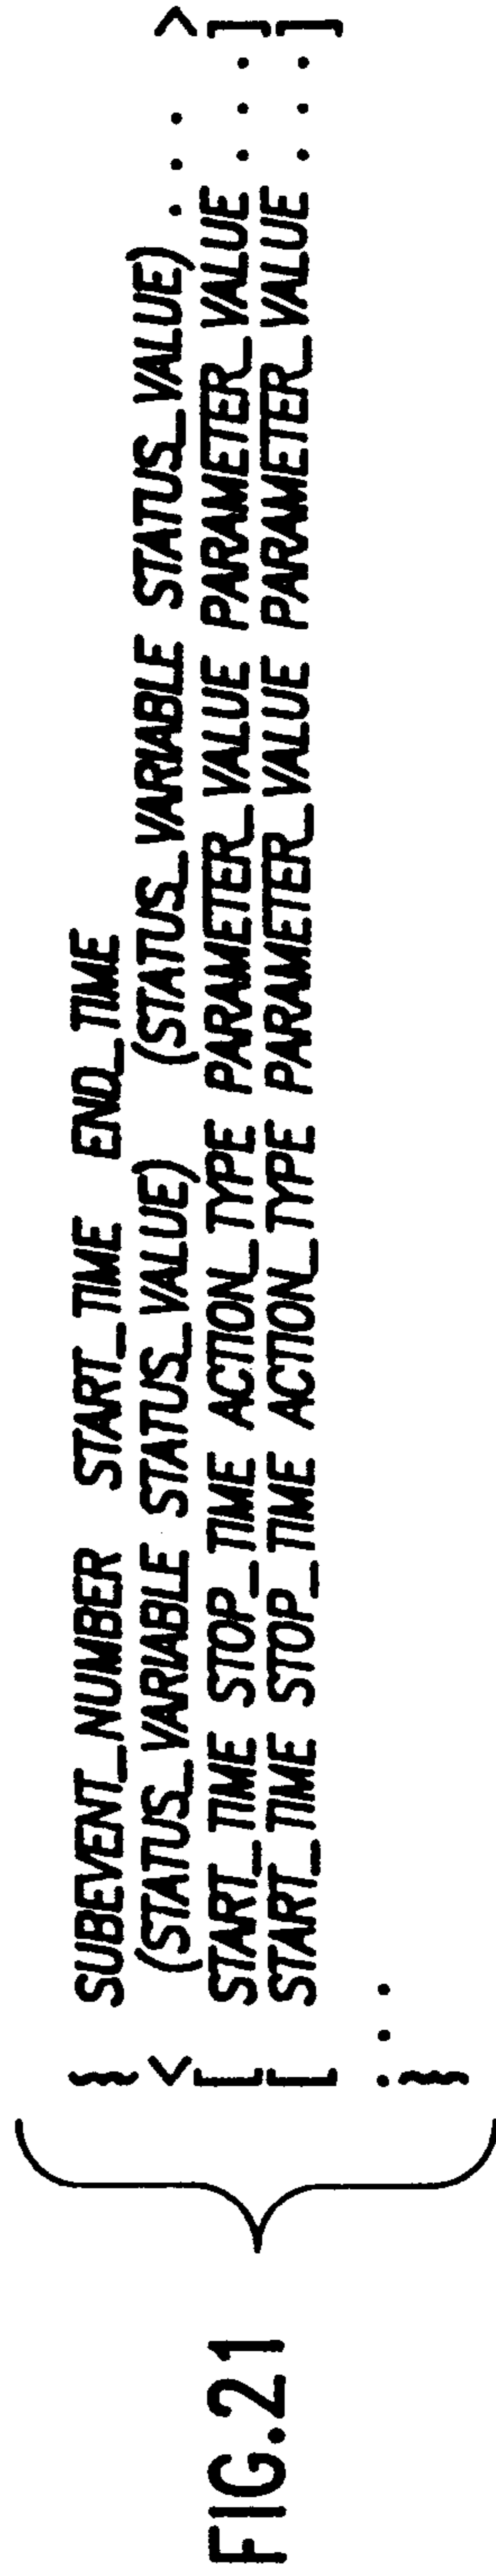 { SUBEVENT_NUMBER START_TIME END_TIME
< (STATUS_VARIABLE STATUS_VALUE) (STATUS_VARIABLE STATUS_VALUE) . . . >
[ START_TIME STOP_TIME ACTION_TYPE PARAMETER_VALUE PARAMETER_VALUE . . . ]
[ START_TIME STOP_TIME ACTION_TYPE PARAMETER_VALUE PARAMETER_VALUE . . . ]
. . .
}
FIG.21